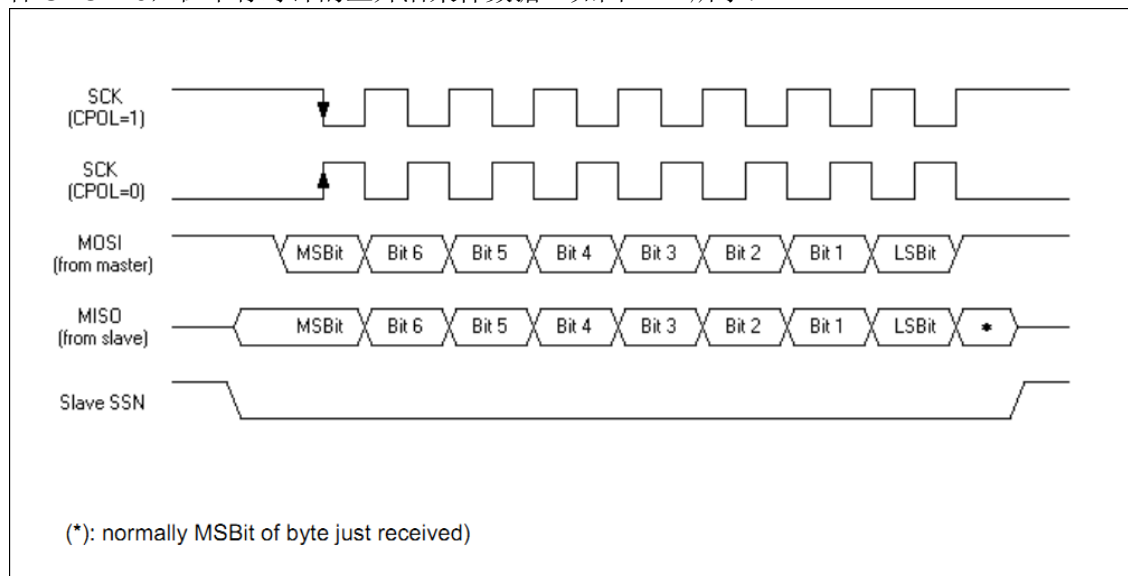 SCK
(CPOL=1)
SCK
(CPOL=0)
MOSI
(from master)
MSBit Bit 6 Bit 5 Bit 4 Bit 3 Bit 2 Bit 1 LSBit
MISO
(from slave)
MSBit Bit 6 Bit 5 Bit 4 Bit 3 Bit 2 Bit 1 LSBit *
Slave SSN
(*): normally MSBit of byte just received)